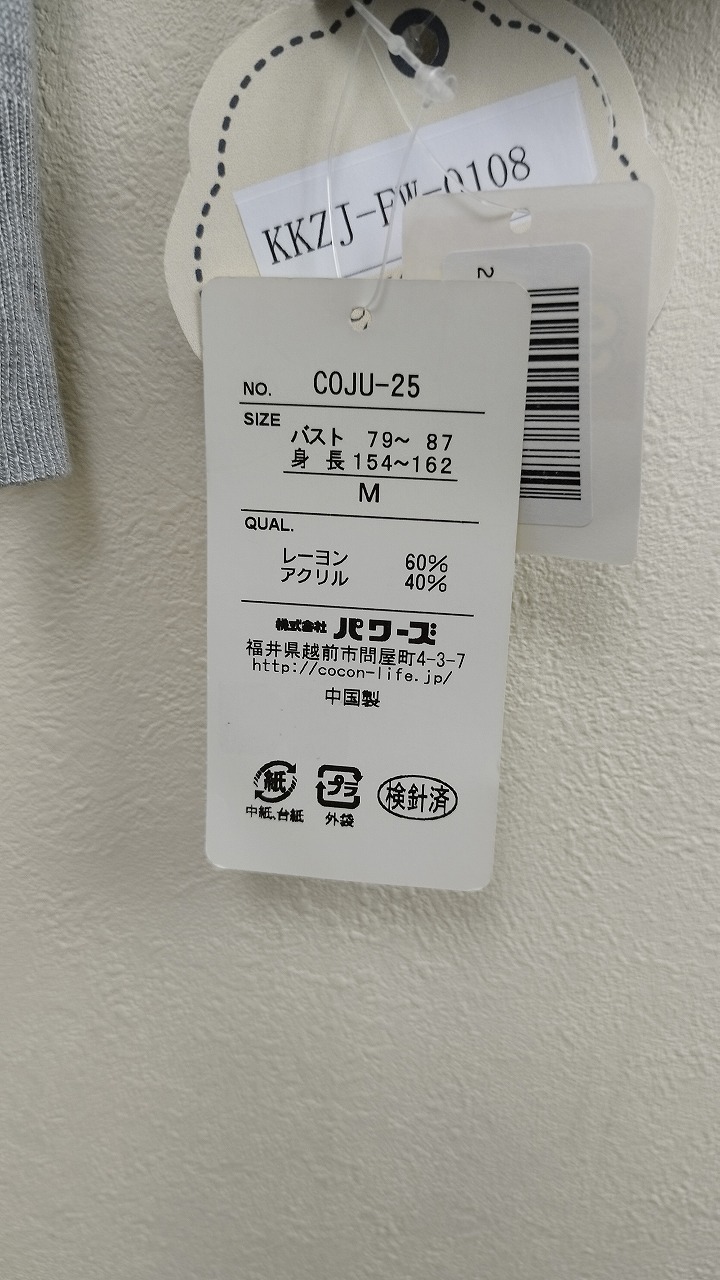 KKZJ-FW-0108
2
NO. COJU-25
SIZE
バスト 79～ 87
身 長 154～162
M
QUAL.
レーヨン 60%
アクリル 40%
株式会社 パワーズ
福井県越前市問屋町4-3-7
http://cocon-life.jp/
中国製
紙 プラ 検針済
中紙、台紙 外袋